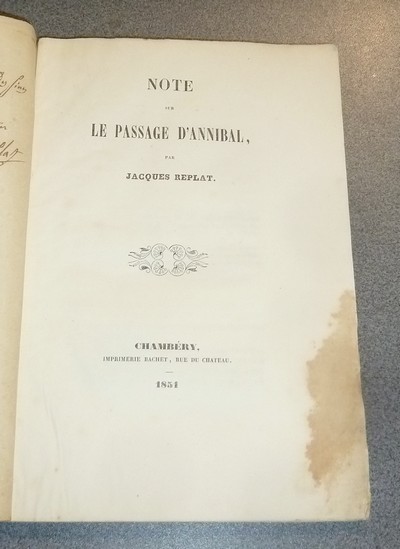 NOTE
SUR
LE PASSAGE D'ANNIBAL,
PAR
JACQUES REPLAT.
CHAMBÉRY,
IMPRIMERIE BACHET, RUE DU CHATEAU.
1851